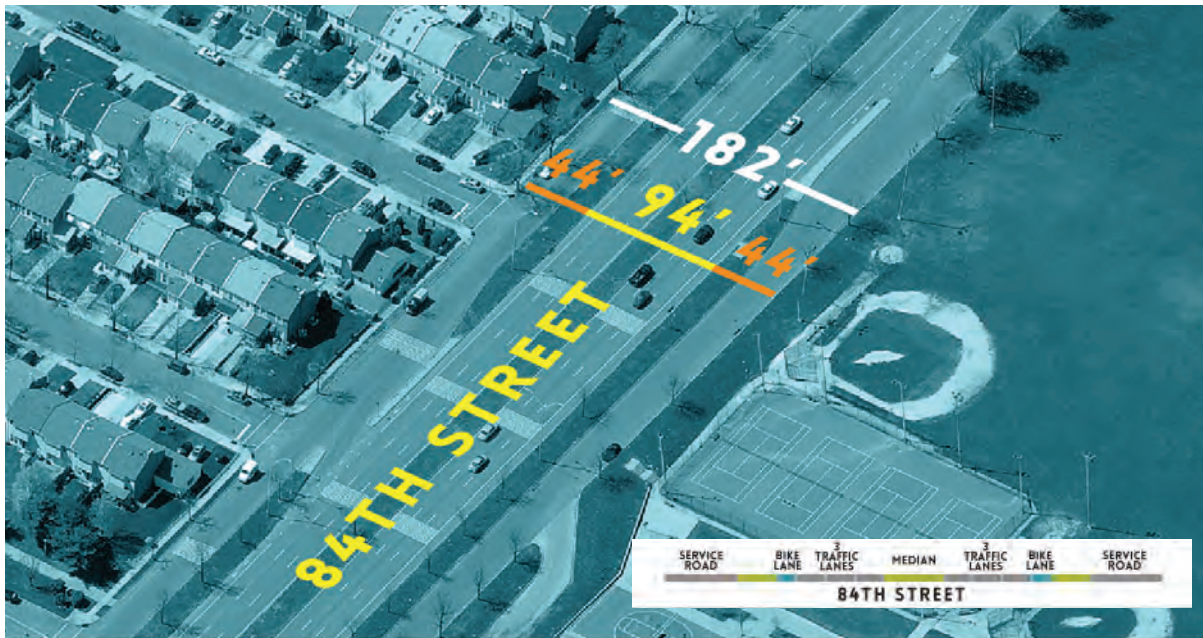 182'
44'
94'
44'
84TH STREET
SERVICE ROAD
BIKE LANE
3 TRAFFIC LANES
MEDIAN
3 TRAFFIC LANES
BIKE LANE
SERVICE ROAD
84TH STREET